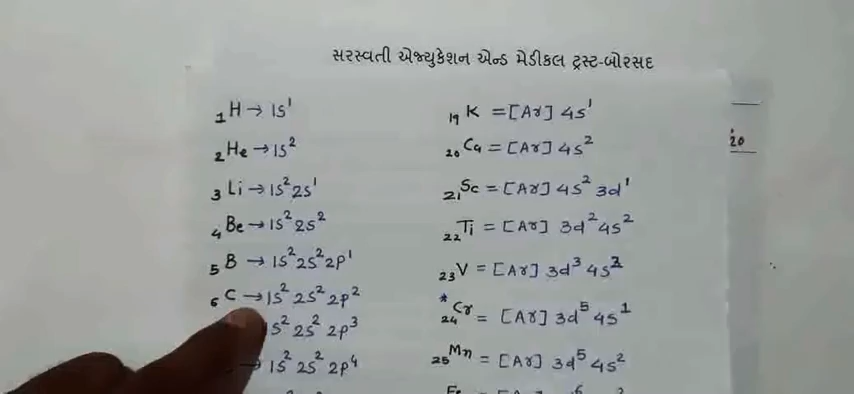 સરસ્વતી એજ્યુકેશન એન્ડ મેડીકલ ટ્રસ્ટ-બોરસદ
₁H → 1s¹
₂He → 1s²
₃Li → 1s² 2s¹
₄Be → 1s² 2s²
₅B → 1s² 2s² 2p¹
₆C → 1s² 2s² 2p²
1s² 2s² 2p³
→ 1s² 2s² 2p⁴
₁₉K = [Ar] 4s¹
₂₀Ca = [Ar] 4s²
₂₁Sc = [Ar] 4s² 3d¹
₂₂Ti = [Ar] 3d² 4s²
₂₃V = [Ar] 3d³ 4s²
*₂₄Cr = [Ar] 3d⁵ 4s¹
₂₅Mn = [Ar] 3d⁵ 4s²
20